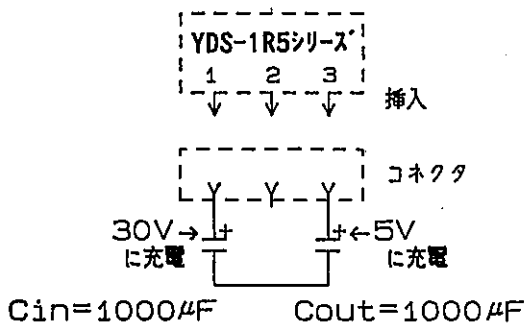 YDS-1R5シリーズ
1 2 3
挿入
コネクタ
30V→ + + ←5V
に充電 に充電
Cin=1000μF Cout=1000μF